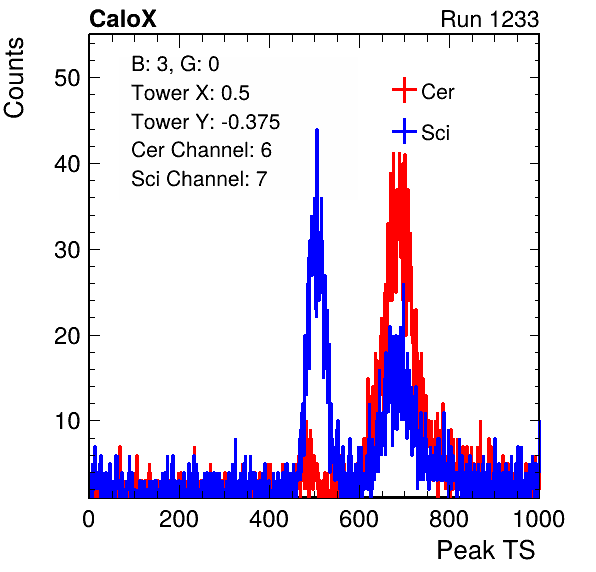 CaloX Run 1233
Counts
B: 3, G: 0
Tower X: 0.5
Tower Y: -0.375
Cer Channel: 6
Sci Channel: 7
Cer
Sci
50
40
30
20
10
0 200 400 600 800 1000
Peak TS